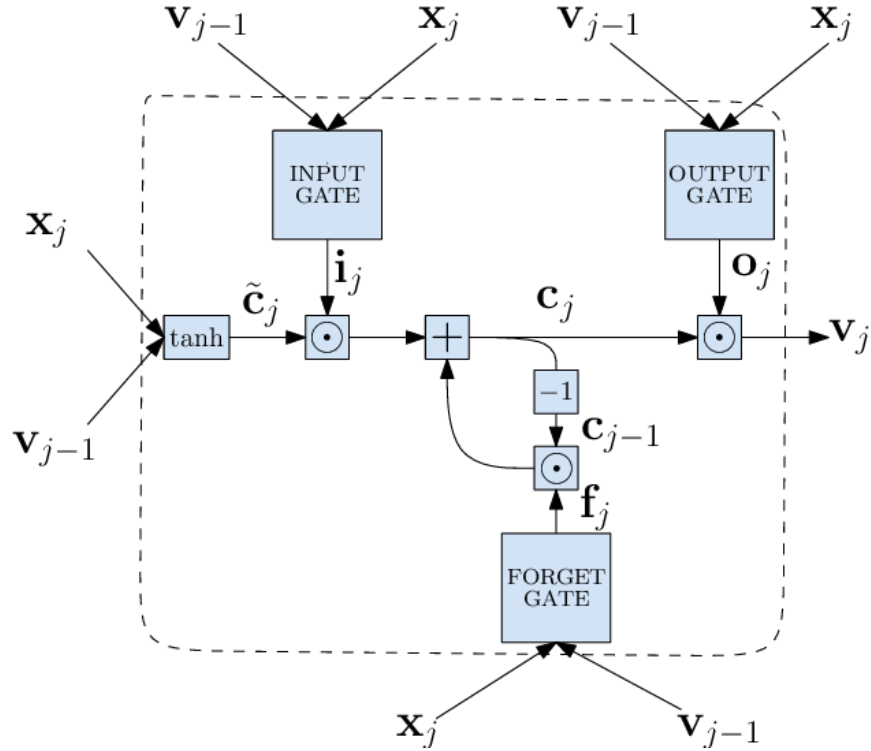 v_{j−1} x_j v_{j−1} x_j
INPUT
GATE
OUTPUT
GATE
x_j
i_j
o_j
c̃_j
c_j
tanh ⊙ + ⊙ v_j
−1
v_{j−1}
c_{j−1}
⊙
f_j
FORGET
GATE
x_j v_{j−1}